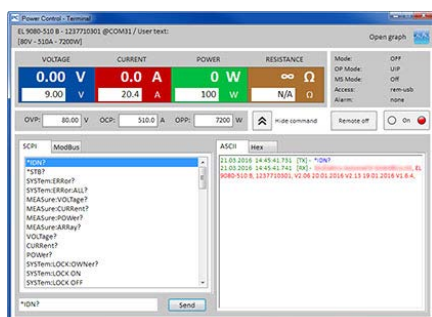 Power Control - Terminal
EL 9080-510 B - 1237710301 @COM31 / User text:
[80V - 510A - 7200W]
Open graph
VOLTAGE CURRENT POWER RESISTANCE
0.00 V 0.0 A 0 W ∞ Ω
9.00 V 20.4 A 100 W N/A Ω
Mode: OFF
OP Mode: UIP
MS Mode: Off
Access: rem-usb
Alarm: none
OVP: 80.00 V OCP: 510.0 A OPP: 7200 W Hide command Remote off On
SCPI ModBus
*IDN?
*STB?
SYSTem:ERRor?
SYSTem:ERRor:ALL?
MEASure:VOLTage?
MEASure:CURRent?
MEASure:POWer?
MEASure:ARRay?
VOLTage?
CURRent?
POWer?
SYSTem:LOCK:OWNer?
SYSTem:LOCK ON
SYSTem:LOCK OFF
*IDN? Send
ASCII Hex
21.03.2016 14:45:41.731 [TX] - *IDN?
21.03.2016 14:45:41.741 [RX] - EL
9080-510 B, 1237710301, V2.06 20.01.2016 V2.13 19.01.2016 V1.6.4,